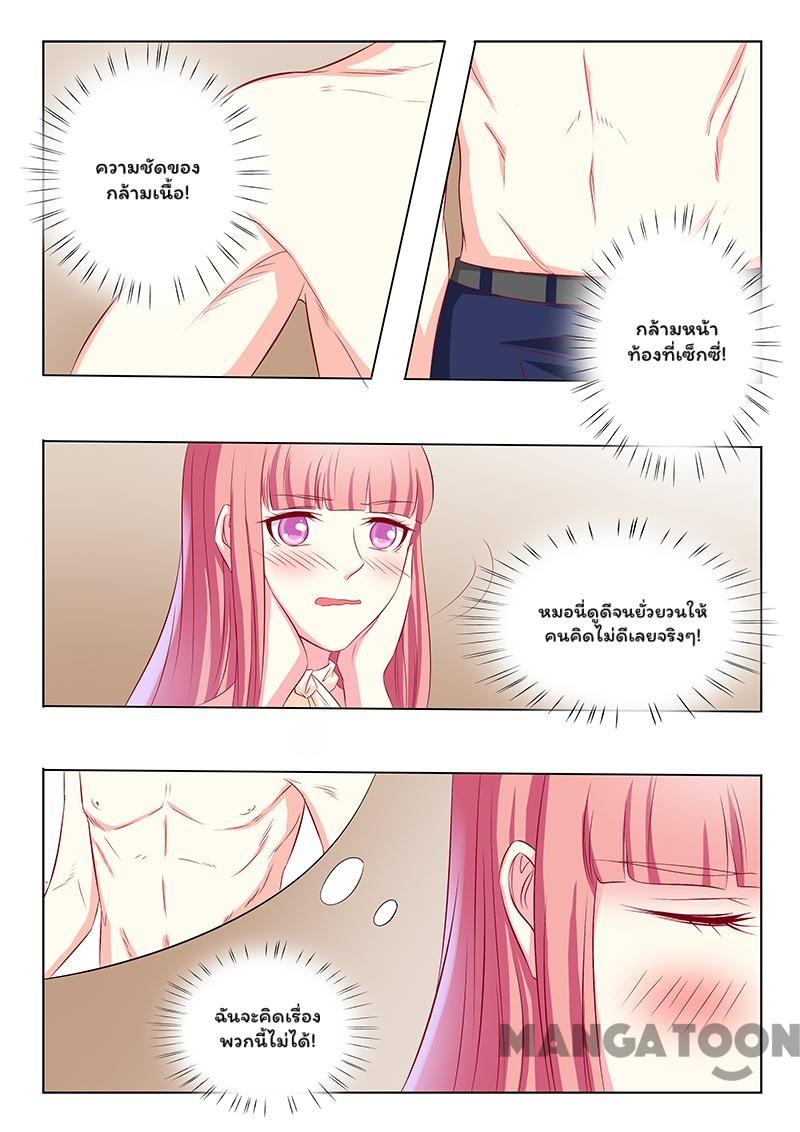 ความชัดของ
กล้ามเนื้อ!
กล้ามหน้า
ท้องที่เซ็กซี่!
หมอนี่ดูดีจนยั่วยวนให้
คนคิดไม่ดีเลยจริงๆ!
ฉันจะคิดเรื่อง
พวกนี้ไม่ได้!
MANGATOON